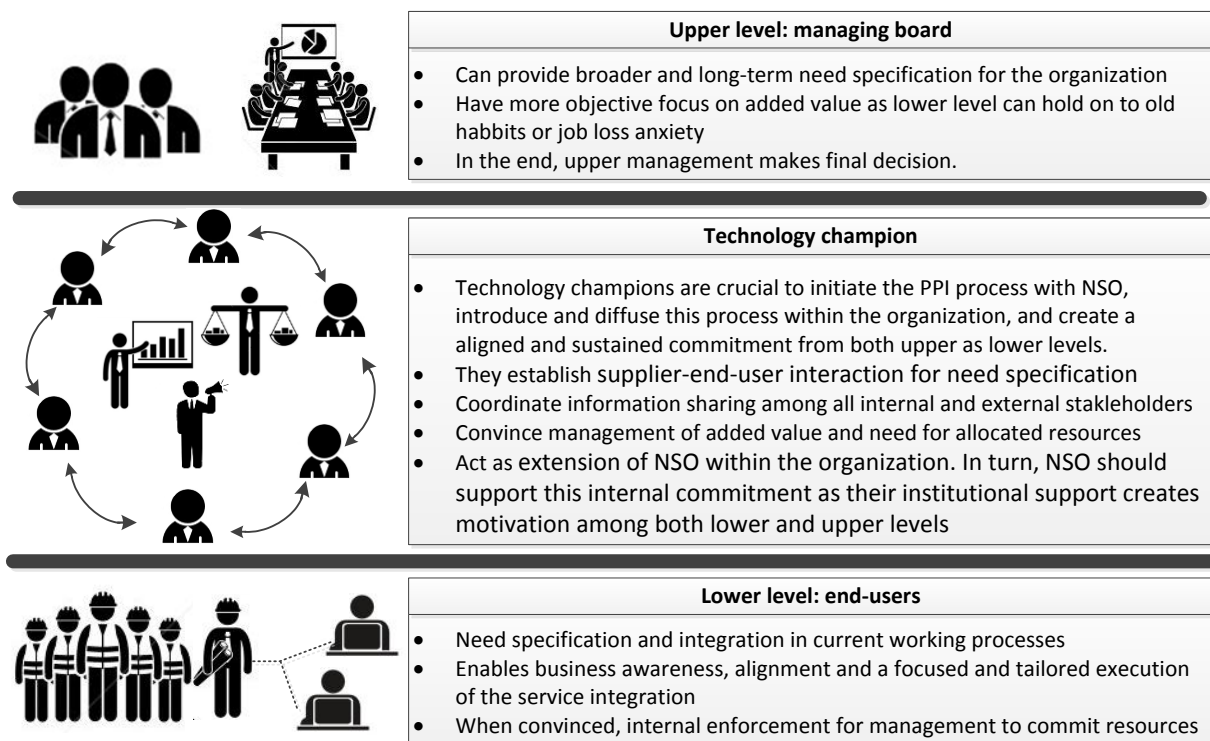 Upper level: managing board
• Can provide broader and long-term need specification for the organization
• Have more objective focus on added value as lower level can hold on to old
habbits or job loss anxiety
• In the end, upper management makes final decision.
Technology champion
• Technology champions are crucial to initiate the PPI process with NSO,
introduce and diffuse this process within the organization, and create a
aligned and sustained commitment from both upper as lower levels.
• They establish supplier-end-user interaction for need specification
• Coordinate information sharing among all internal and external stakleholders
• Convince management of added value and need for allocated resources
• Act as extension of NSO within the organization. In turn, NSO should
support this internal commitment as their institutional support creates
motivation among both lower and upper levels
Lower level: end-users
• Need specification and integration in current working processes
• Enables business awareness, alignment and a focused and tailored execution
of the service integration
• When convinced, internal enforcement for management to commit resources